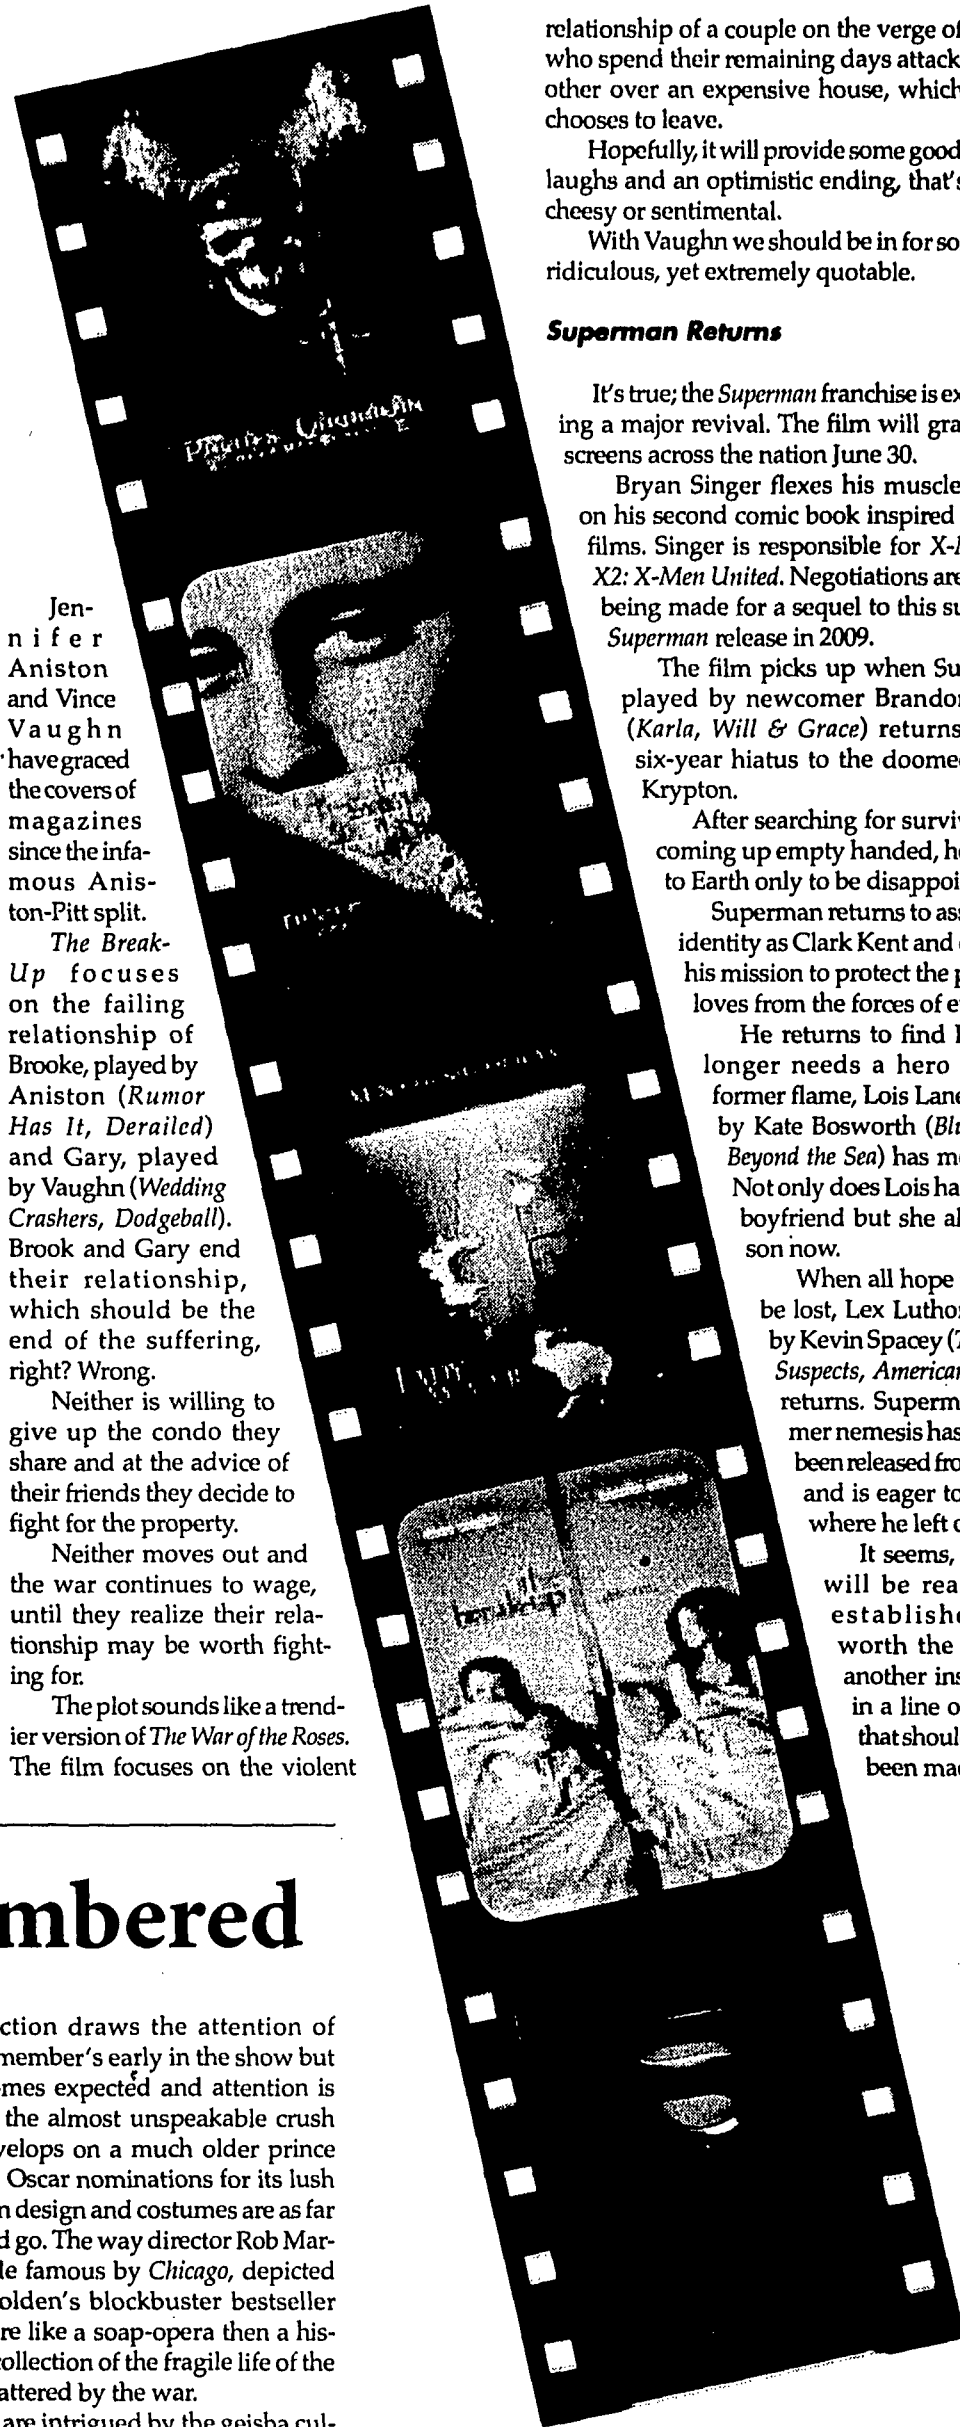 Jen-
nifer
Aniston
and Vince
Vaughn
have graced
the covers of
magazines
since the infa-
mous Anis-
ton-Pitt split.
The Break-
Up focuses
on the failing
relationship of
Brooke, played by
Aniston (Rumor
Has It, Derailed)
and Gary, played
by Vaughn (Wedding
Crashers, Dodgeball).
Brook and Gary end
their relationship,
which should be the
end of the suffering,
right? Wrong.
Neither is willing to
give up the condo they
share and at the advice of
their friends they decide to
fight for the property.
Neither moves out and
the war continues to wage,
until they realize their rela-
tionship may be worth fight-
ing for.
The plot sounds like a trend-
ier version of The War of the Roses.
The film focuses on the violent
relationship of a couple on the verge of
who spend their remaining days attack
other over an expensive house, which
chooses to leave.
Hopefully, it will provide some good
laughs and an optimistic ending, that's
cheesy or sentimental.
With Vaughn we should be in for so
ridiculous, yet extremely quotable.
Superman Returns
It's true; the Superman franchise is ex
ing a major revival. The film will gra
screens across the nation June 30.
Bryan Singer flexes his muscle
on his second comic book inspired
films. Singer is responsible for X-
X2: X-Men United. Negotiations are
being made for a sequel to this su
Superman release in 2009.
The film picks up when Su
played by newcomer Brandon
(Karla, Will & Grace) returns
six-year hiatus to the doome
Krypton.
After searching for surviv
coming up empty handed, he
to Earth only to be disappoi
Superman returns to ass
identity as Clark Kent and
his mission to protect the p
loves from the forces of e
He returns to find
longer needs a hero
former flame, Lois Lane
by Kate Bosworth (Blu
Beyond the Sea) has m
Not only does Lois ha
boyfriend but she al
son now.
When all hope
be lost, Lex Luthor
by Kevin Spacey (
Suspects, American
returns. Superm
mer nemesis has
been released fro
and is eager to
where he left o
It seems,
will be rea
establishe
worth the
another ins
in a line o
that shoul
been mad
mbered
ction draws the attention of
member's early in the show but
mes expected and attention is
the almost unspeakable crush
velops on a much older prince
Oscar nominations for its lush
n design and costumes are as far
d go. The way director Rob Mar-
le famous by Chicago, depicted
olden's blockbuster bestseller
re like a soap-opera then a his-
collection of the fragile life of the
attered by the war.
are intrigued by the geisha cul-